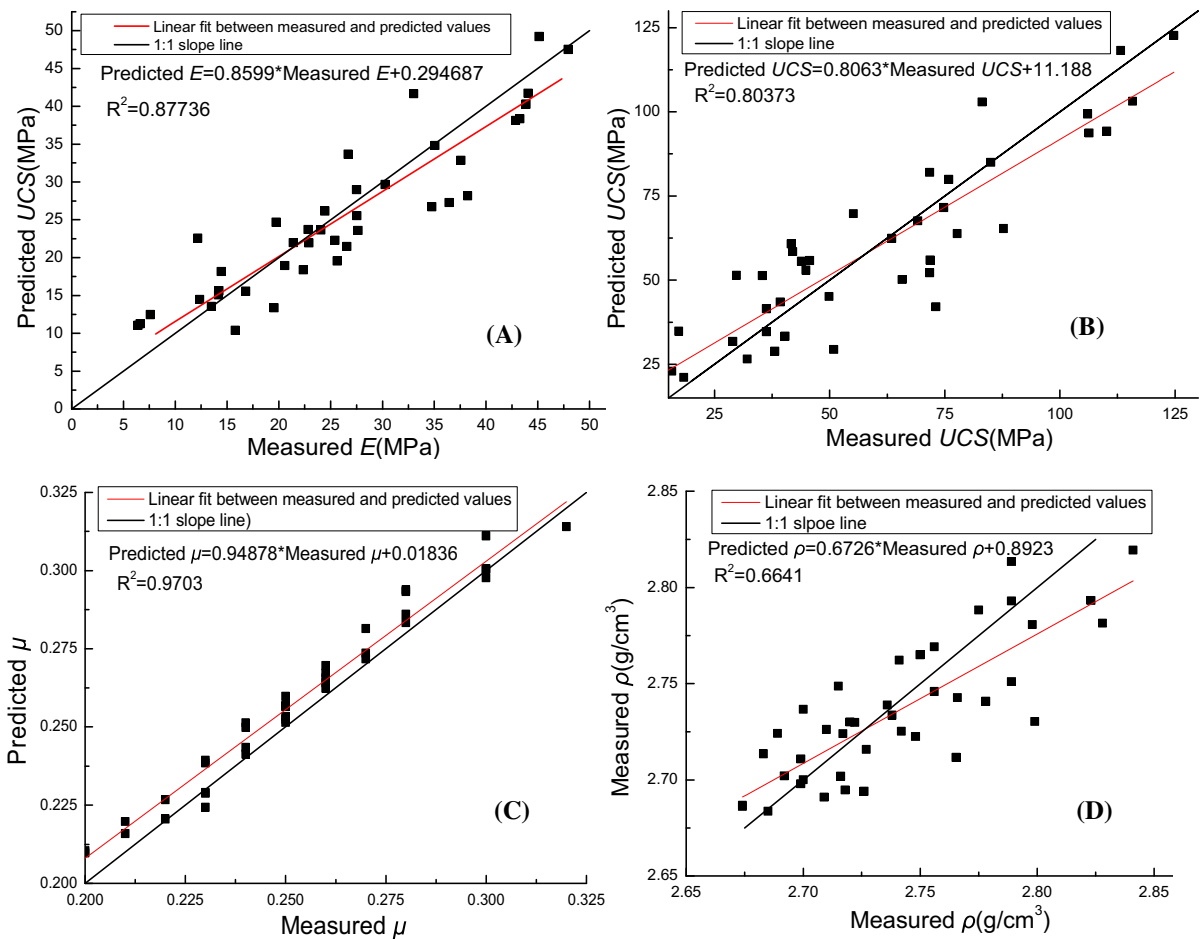 Linear fit between measured and predicted values
1:1 slope line
Predicted E=0.8599*Measured E+0.294687
R²=0.87736
(A)
50
45
40
35
30
25
20
15
10
5
0
Predicted UCS(MPa)
0 5 10 15 20 25 30 35 40 45 50
Measured E(MPa)
Linear fit between measured and predicted values
1:1 slope line
Predicted UCS=0.8063*Measured UCS+11.188
R²=0.80373
(B)
125
100
75
50
25
Predicted UCS(MPa)
25 50 75 100 125
Measured UCS(MPa)
Linear fit between measured and predicted values
1:1 slope line)
Predicted μ=0.94878*Measured μ+0.01836
R²=0.9703
(C)
0.325
0.300
0.275
0.250
0.225
0.200
Predicted μ
0.200 0.225 0.250 0.275 0.300 0.325
Measured μ
Linear fit between measured and predicted values
1:1 slpoe line
Predicted ρ=0.6726*Measured ρ+0.8923
R²=0.6641
(D)
2.85
2.80
2.75
2.70
2.65
Measured ρ(g/cm³)
2.65 2.70 2.75 2.80 2.85
Measured ρ(g/cm³)